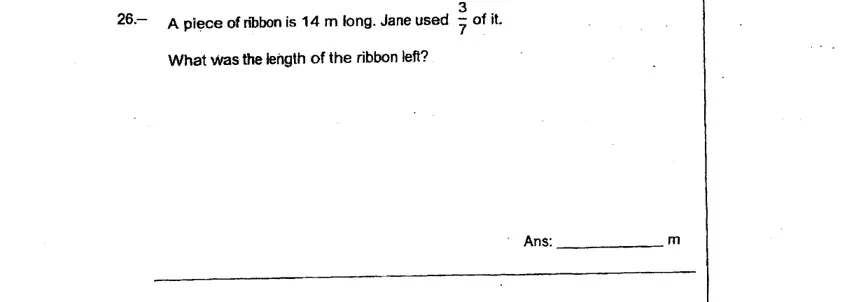 26.– A piece of ribbon is 14 m long. Jane used 3/7 of it.
What was the length of the ribbon left?
Ans: ____________ m